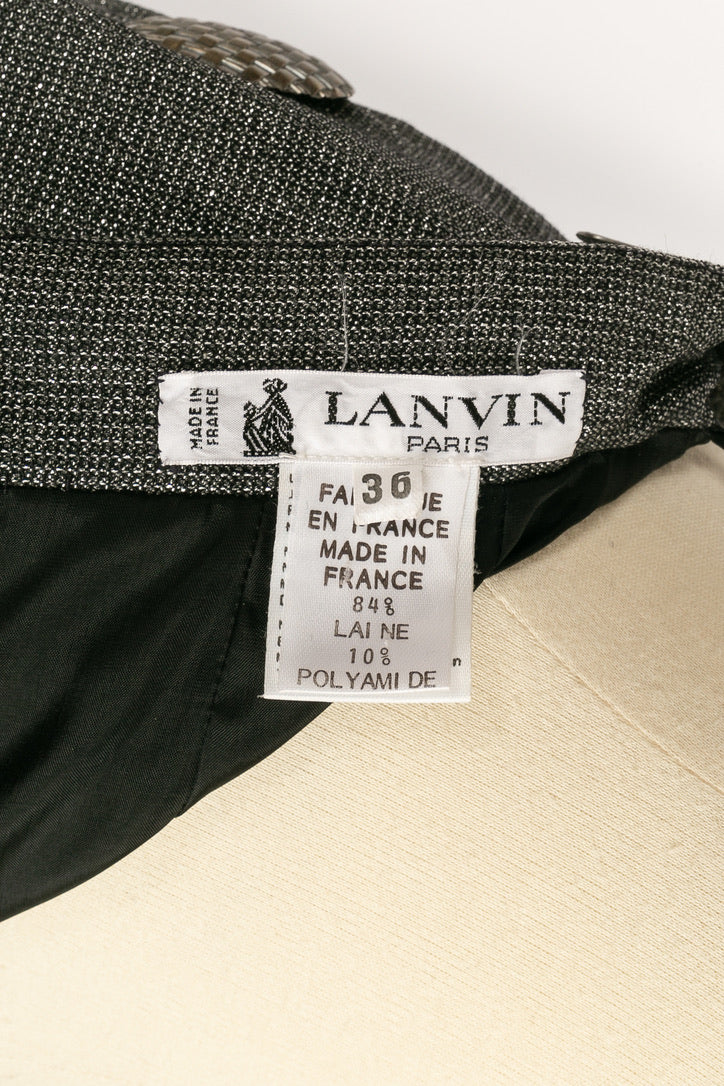 MADE IN
FRANCE
LANVIN
PARIS
36
EN FRANCE
MADE IN
FRANCE
84%
LAINE
10%
POLYAMIDE